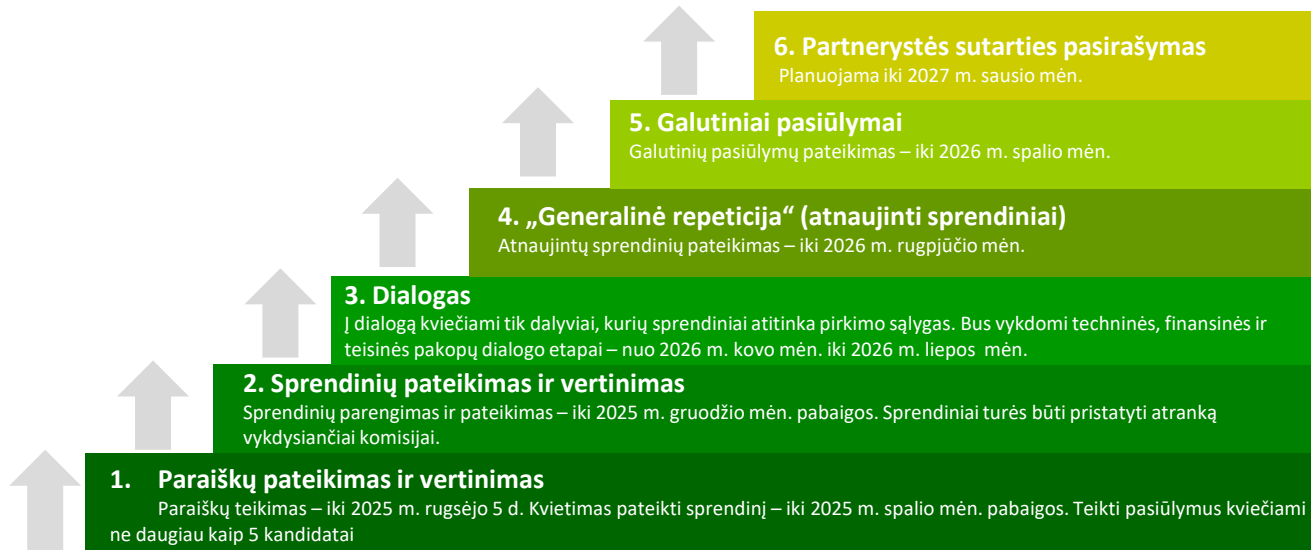 6. Partnerystės sutarties pasirašymas
Planuojama iki 2027 m. sausio mėn.
5. Galutiniai pasiūlymai
Galutinių pasiūlymų pateikimas – iki 2026 m. spalio mėn.
4. „Generalinė repeticija“ (atnaujinti sprendiniai)
Atnaujintų sprendinių pateikimas – iki 2026 m. rugpjūčio mėn.
3. Dialogas
Į dialogą kviečiami tik dalyviai, kurių sprendiniai atitinka pirkimo sąlygas. Bus vykdomi techninės, finansinės ir
teisinės pakopų dialogo etapai – nuo 2026 m. kovo mėn. iki 2026 m. liepos mėn.
2. Sprendinių pateikimas ir vertinimas
Sprendinių parengimas ir pateikimas – iki 2025 m. gruodžio mėn. pabaigos. Sprendiniai turės būti pristatyti atranką
vykdysiančiai komisijai.
1. Paraiškų pateikimas ir vertinimas
Paraiškų teikimas – iki 2025 m. rugsėjo 5 d. Kvietimas pateikti sprendinį – iki 2025 m. spalio mėn. pabaigos. Teikti pasiūlymus kviečiami
ne daugiau kaip 5 kandidatai